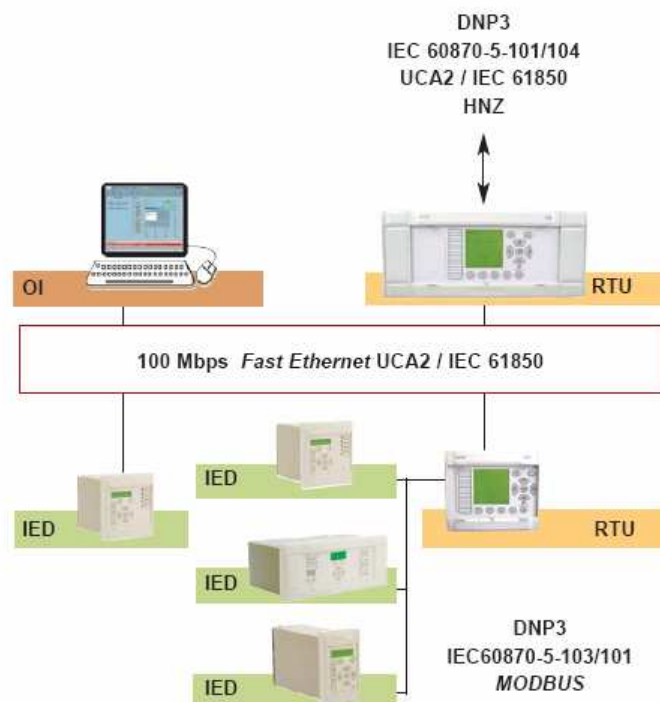 DNP3
IEC 60870-5-101/104
UCA2 / IEC 61850
HNZ
OI
RTU
100 Mbps Fast Ethernet UCA2 / IEC 61850
IED
IED
RTU
IED
IED
DNP3
IEC60870-5-103/101
MODBUS